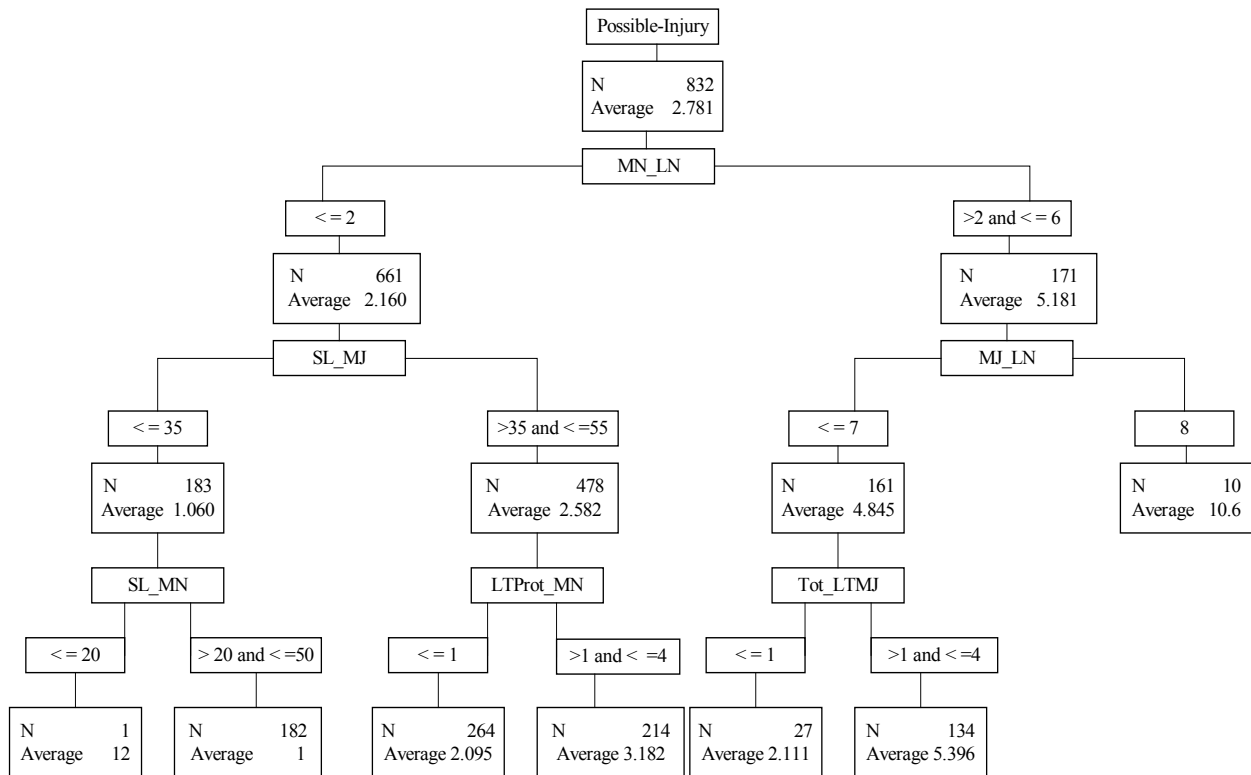 Possible-Injury
N 832
Average 2.781
MN_LN
< = 2
>2 and < = 6
N 661
Average 2.160
N 171
Average 5.181
SL_MJ
MJ_LN
< = 35
>35 and < =55
< = 7
8
N 183
Average 1.060
N 478
Average 2.582
N 161
Average 4.845
N 10
Average 10.6
SL_MN
LTProt_MN
Tot_LTMJ
< = 20
> 20 and < =50
< = 1
>1 and < =4
< = 1
>1 and < =4
N 1
Average 12
N 182
Average 1
N 264
Average 2.095
N 214
Average 3.182
N 27
Average 2.111
N 134
Average 5.396